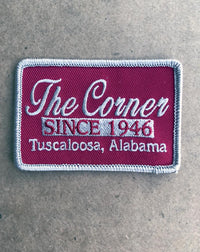 The Corner
SINCE 1946
Tuscaloosa, Alabama